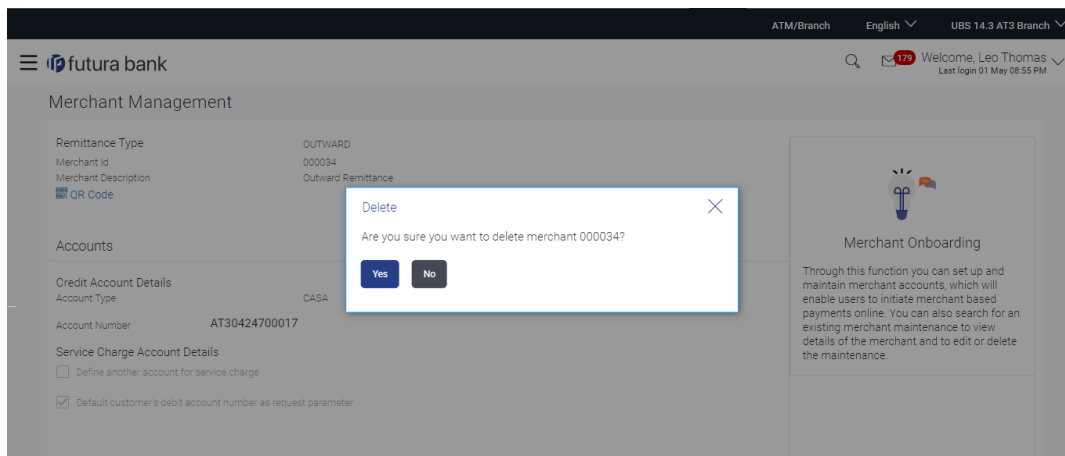 ATM/Branch English UBS 14.3 AT3 Branch
futura bank
179 Welcome, Leo Thomas
Last login 01 May 08:55 PM
Merchant Management
Remittance Type OUTWARD
Merchant Id 000034
Merchant Description Outward Remittance
QR Code
Delete
Are you sure you want to delete merchant 000034?
Yes No
Accounts
Credit Account Details
Account Type CASA
Account Number AT30424700017
Service Charge Account Details
Define another account for service charge
Default customer's debit account number as request parameter
Merchant Onboarding
Through this function you can set up and
maintain merchant accounts, which will
enable users to initiate merchant based
payments online. You can also search for an
existing merchant maintenance to view
details of the merchant and to edit or delete
the maintenance.